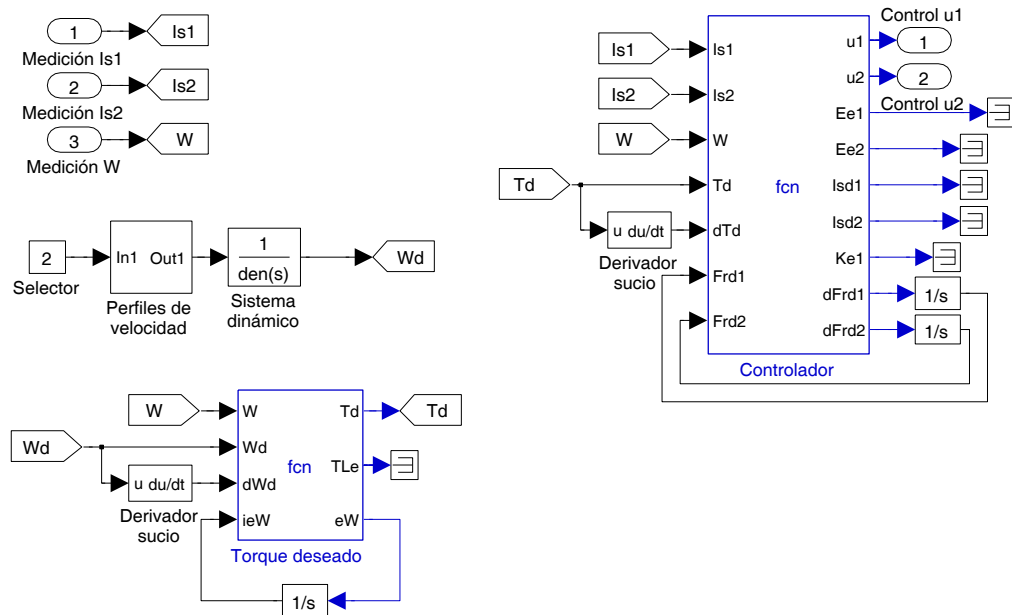 1
Is1
Medición Is1
2
Is2
Medición Is2
3
W
Medición W
2
Selector
In1 Out1
Perfiles de
velocidad
1
den(s)
Sistema
dinámico
Wd
W
Wd
u du/dt
Derivador
sucio
W
Wd
dWd
ieW
fcn
Td
TLe
eW
Torque deseado
Td
1/s
Is1
Is2
W
Td
u du/dt
Derivador
sucio
Is1
Is2
W
Td
dTd
Frd1
Frd2
fcn
u1
u2
Ee1
Ee2
Isd1
Isd2
Ke1
dFrd1
dFrd2
Controlador
Control u1
1
2
Control u2
1/s
1/s